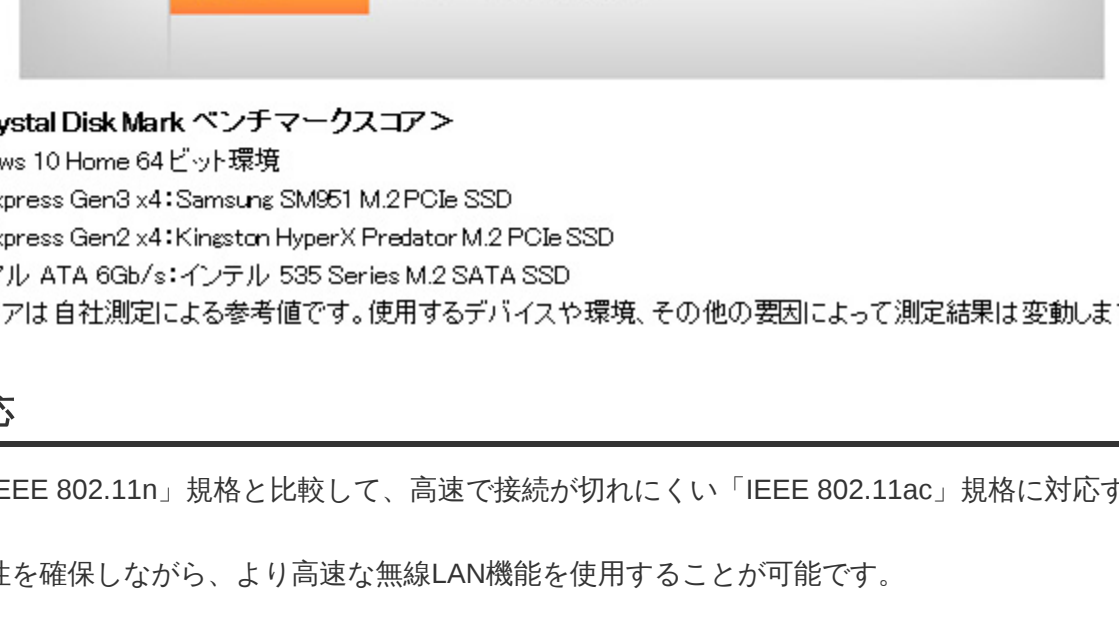 ystal Disk Mark ベンチマークスコア＞
ws 10 Home 64ビット環境
xpress Gen3 x4：Samsung SM951 M.2 PCIe SSD
xpress Gen2 x4：Kingston HyperX Predator M.2 PCIe SSD
アル ATA 6Gb/s：インテル 535 Series M.2 SATA SSD
アは自社測定による参考値です。使用するデバイスや環境、その他の要因によって測定結果は変動しま
応
EEE 802.11n」規格と比較して、高速で接続が切れにくい「IEEE 802.11ac」規格に対応す
性を確保しながら、より高速な無線LAN機能を使用することが可能です。